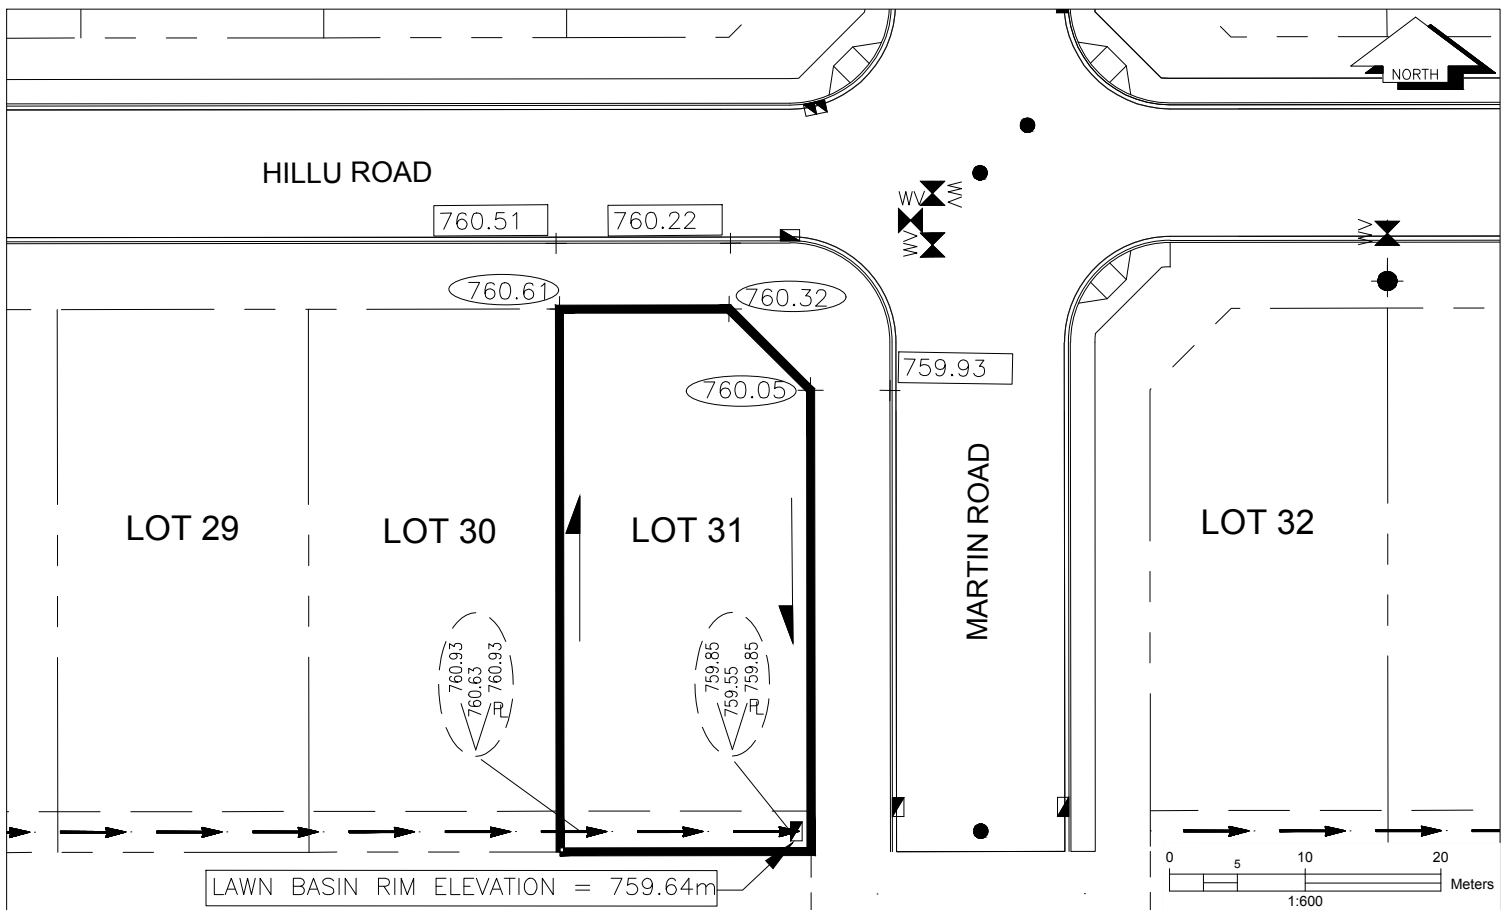 NORTH
HILLU ROAD
WV
WV
WV
WV
760.51
760.22
760.61
760.32
759.93
760.05
MARTIN ROAD
LOT 29
LOT 30
LOT 31
LOT 32
760.93
760.63
760.93
PL
759.85
759.55
759.85
PL
LAWN BASIN RIM ELEVATION = 759.64m
0 5 10 20
Meters
1:600